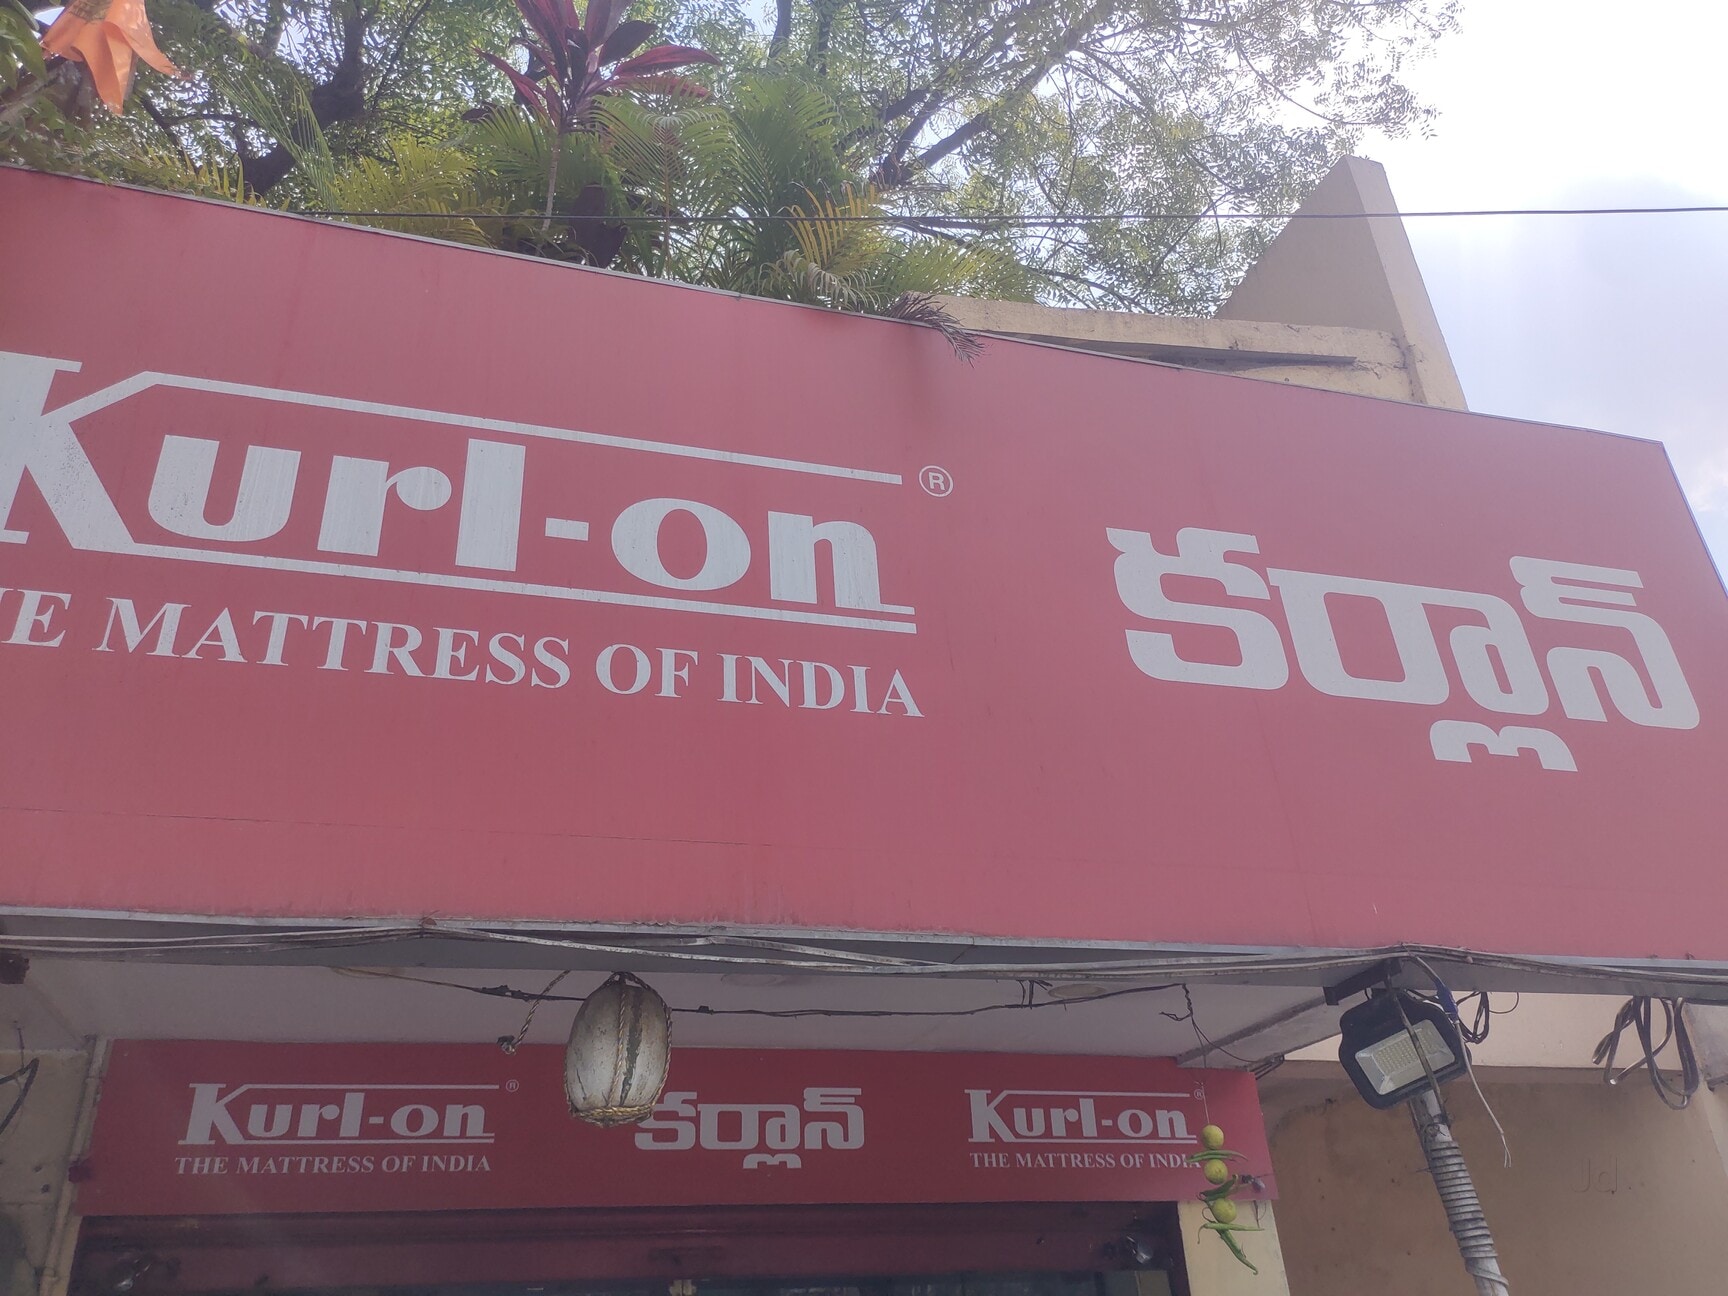 Kurl-on®
THE MATTRESS OF INDIA
కర్లాన్
Kurl-on®
THE MATTRESS OF INDIA
కర్లాన్
Kurl-on®
THE MATTRESS OF INDIA